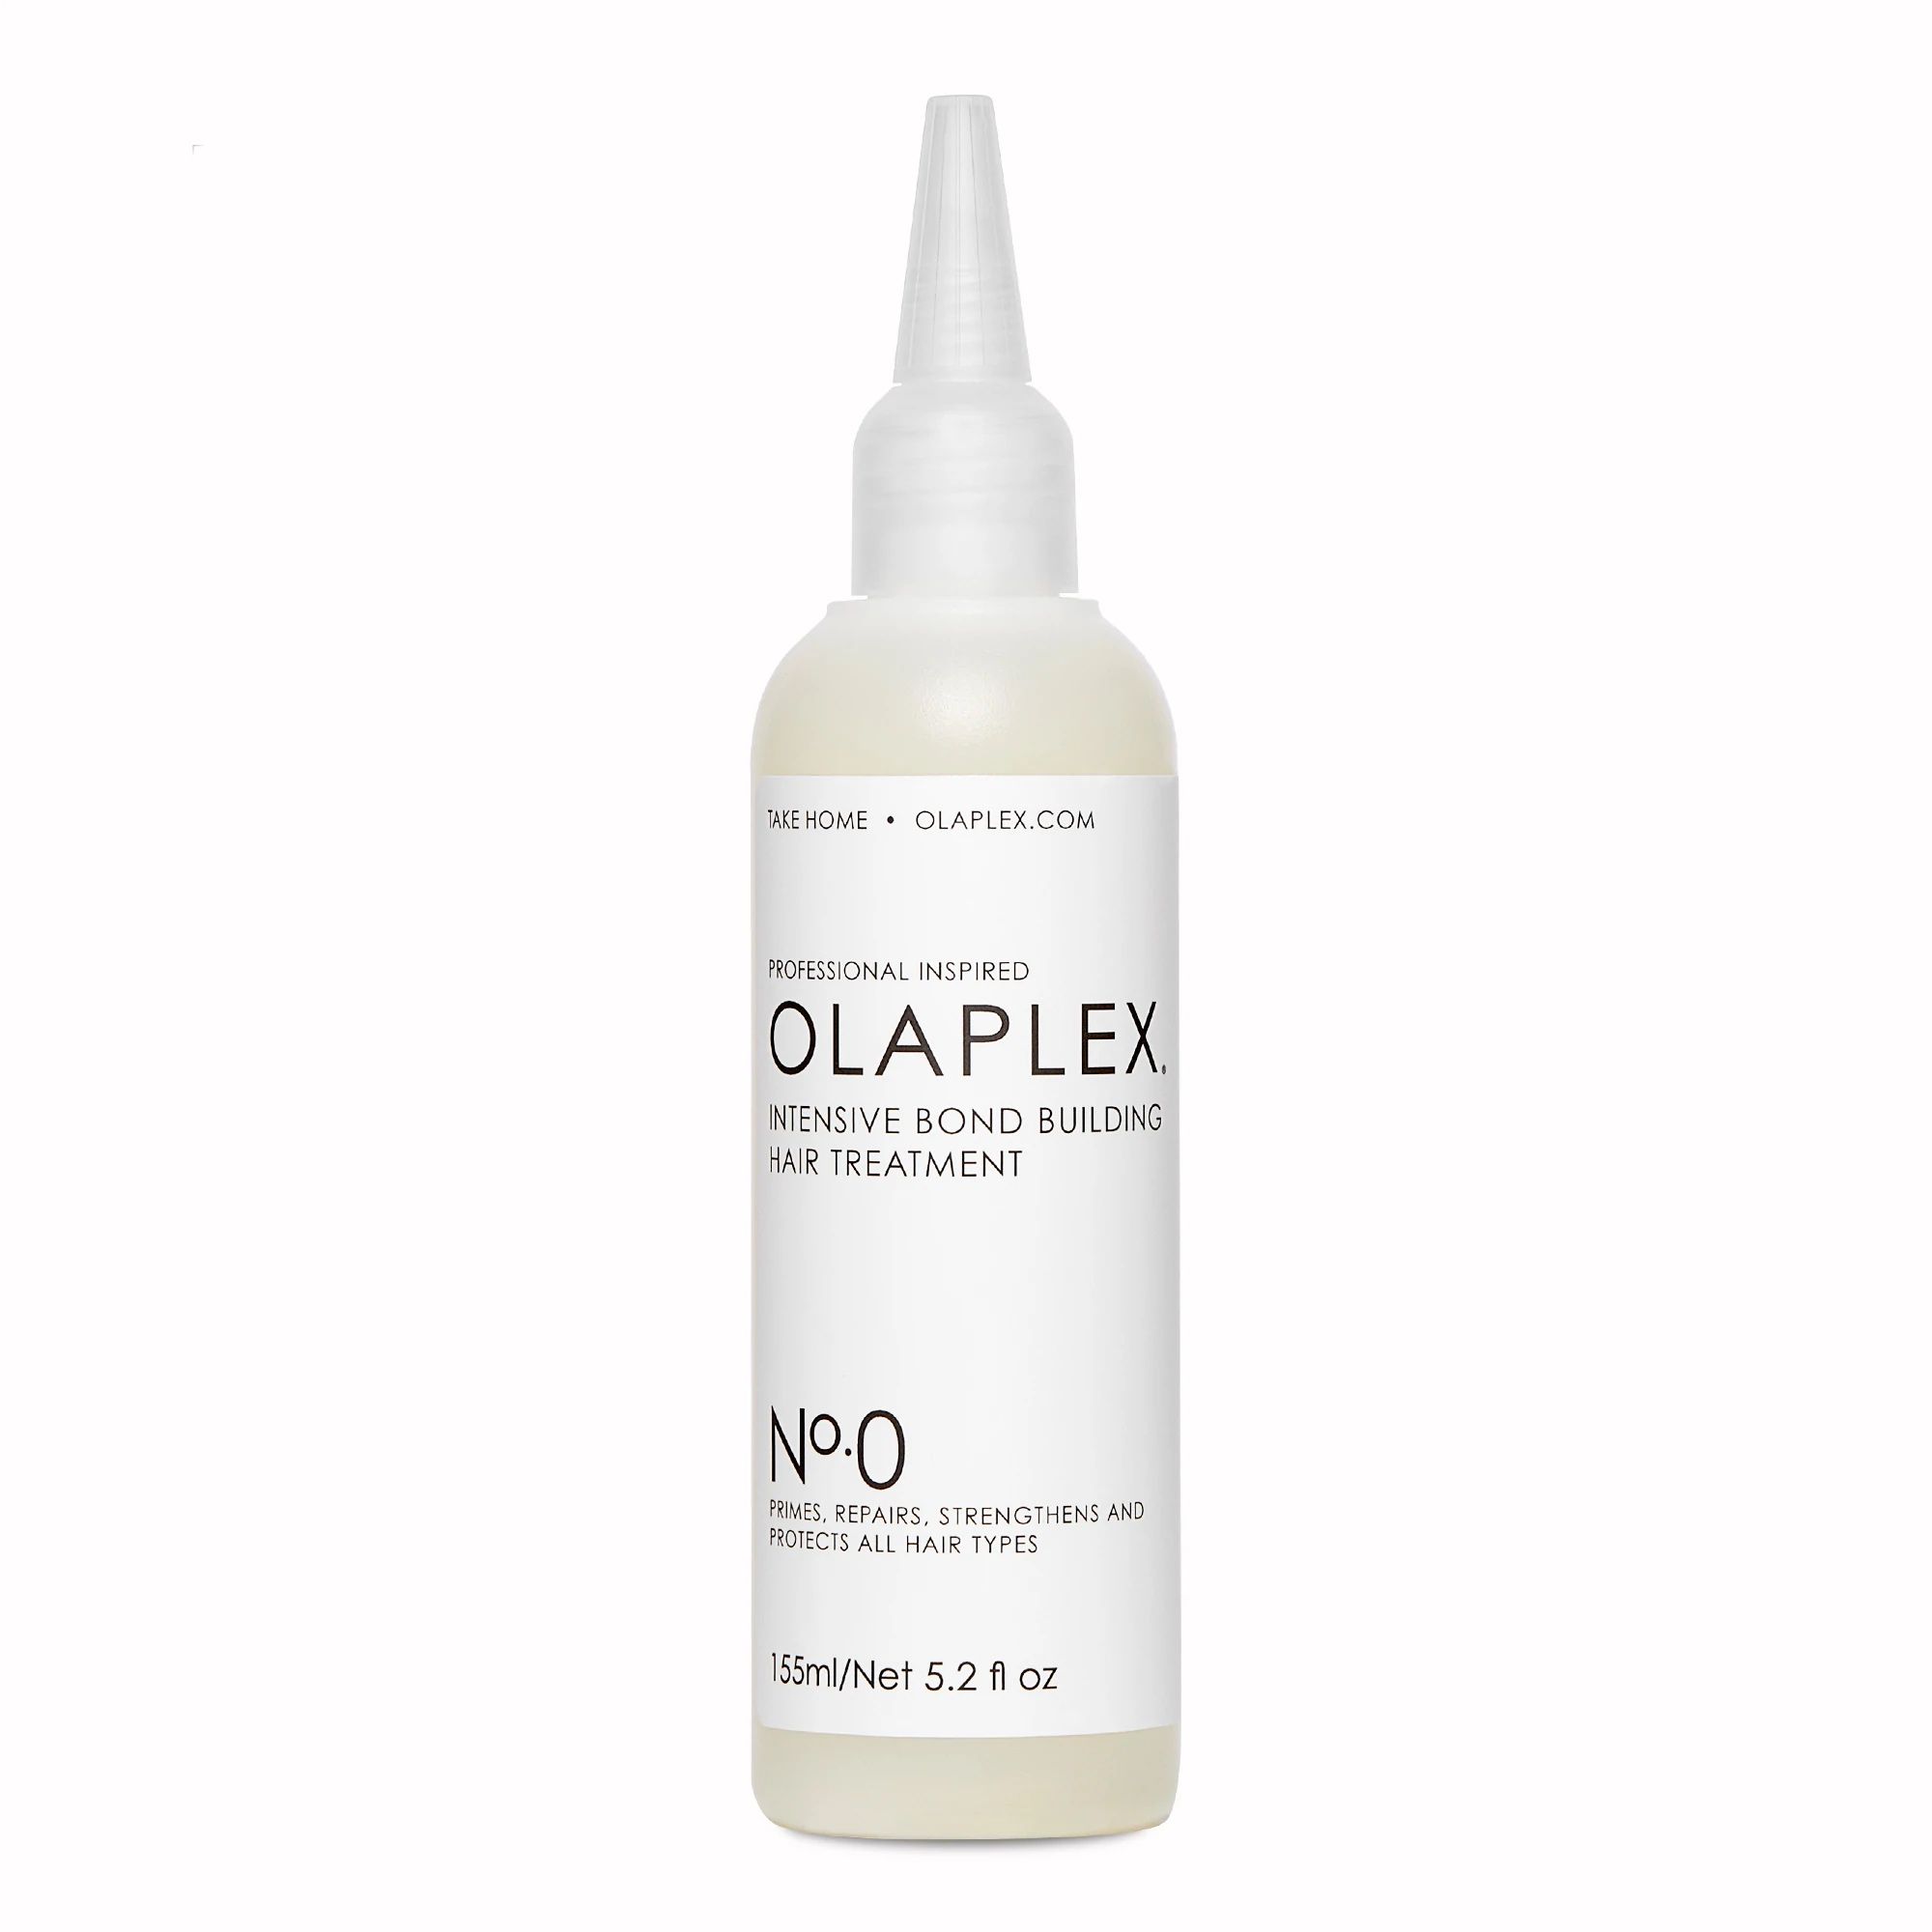 TAKE HOME • OLAPLEX.COM
PROFESSIONAL INSPIRED
OLAPLEX®
INTENSIVE BOND BUILDING
HAIR TREATMENT
Nº.0
PRIMES, REPAIRS, STRENGTHENS AND
PROTECTS ALL HAIR TYPES
155ml/Net 5.2 fl oz